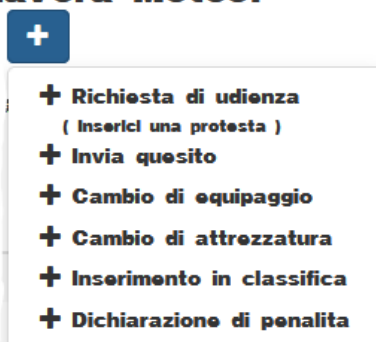 Richiesta di udienza
( Inserici una protesta )
Invia quesito
Cambio di equipaggio
Cambio di attrezzatura
Inserimento in classifica
Dichiarazione di penalita